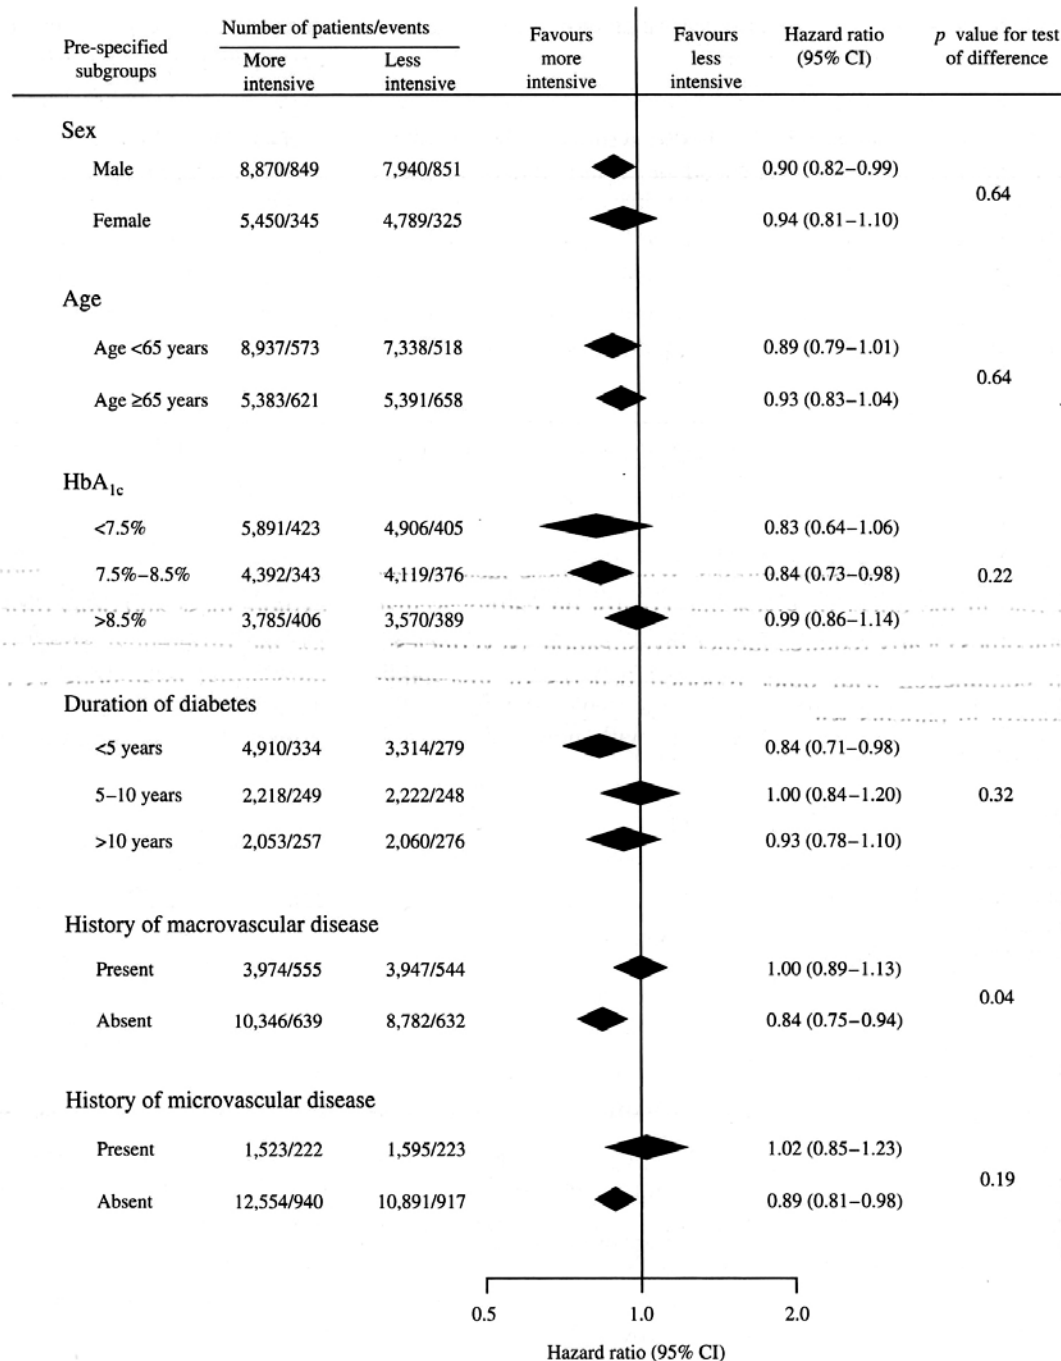 Pre-specified subgroups Number of patients/events Favours more intensive Favours less intensive Hazard ratio (95% CI) p value for test of difference
More intensive Less intensive
Sex
Male 8,870/849 7,940/851 0.90 (0.82–0.99)
0.64
Female 5,450/345 4,789/325 0.94 (0.81–1.10)
Age
Age <65 years 8,937/573 7,338/518 0.89 (0.79–1.01)
0.64
Age ≥65 years 5,383/621 5,391/658 0.93 (0.83–1.04)
HbA1c
<7.5% 5,891/423 4,906/405 0.83 (0.64–1.06)
7.5%–8.5% 4,392/343 4,119/376 0.84 (0.73–0.98) 0.22
>8.5% 3,785/406 3,570/389 0.99 (0.86–1.14)
Duration of diabetes
<5 years 4,910/334 3,314/279 0.84 (0.71–0.98)
5–10 years 2,218/249 2,222/248 1.00 (0.84–1.20) 0.32
>10 years 2,053/257 2,060/276 0.93 (0.78–1.10)
History of macrovascular disease
Present 3,974/555 3,947/544 1.00 (0.89–1.13)
0.04
Absent 10,346/639 8,782/632 0.84 (0.75–0.94)
History of microvascular disease
Present 1,523/222 1,595/223 1.02 (0.85–1.23)
0.19
Absent 12,554/940 10,891/917 0.89 (0.81–0.98)
0.5 1.0 2.0
Hazard ratio (95% CI)